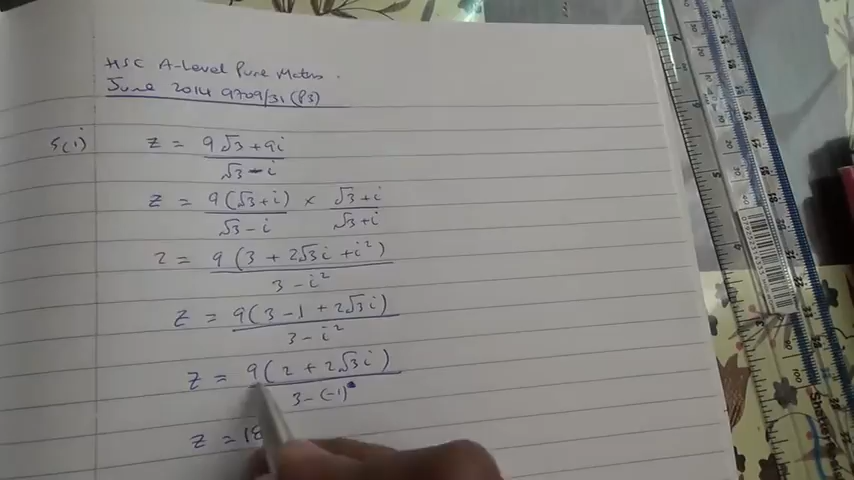 HSC A-Level Pure Maths.
June 2014 9709/31 (P3)
5(i) z = 9√3+9i / √3-i
z = 9(√3+i) / √3-i × √3+i / √3+i
z = 9(3+2√3i+i²) / 3-i²
z = 9(3-1+2√3i) / 3-i²
z = 9(2+2√3i) / 3-(-1)
z = 18